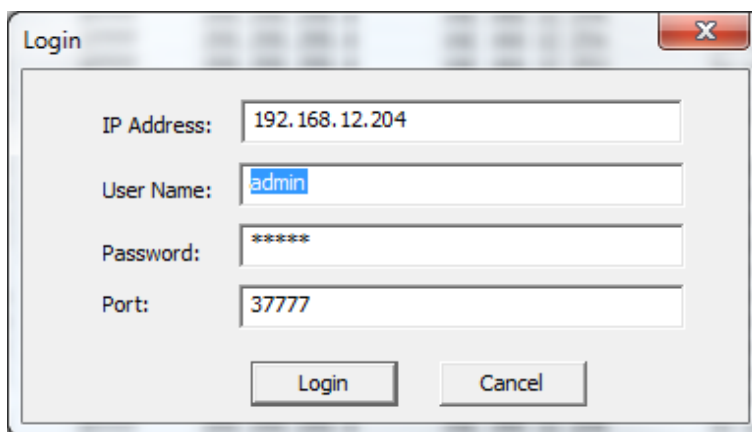 Login
IP Address: 192.168.12.204
User Name: admin
Password: *****
Port: 37777
Login Cancel